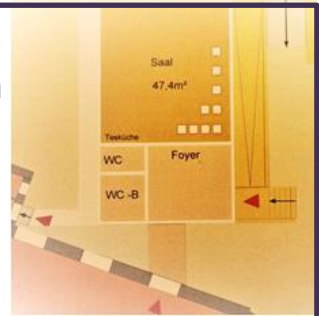 Saal
47,4m²
Teeküche
WC
Foyer
WC -B